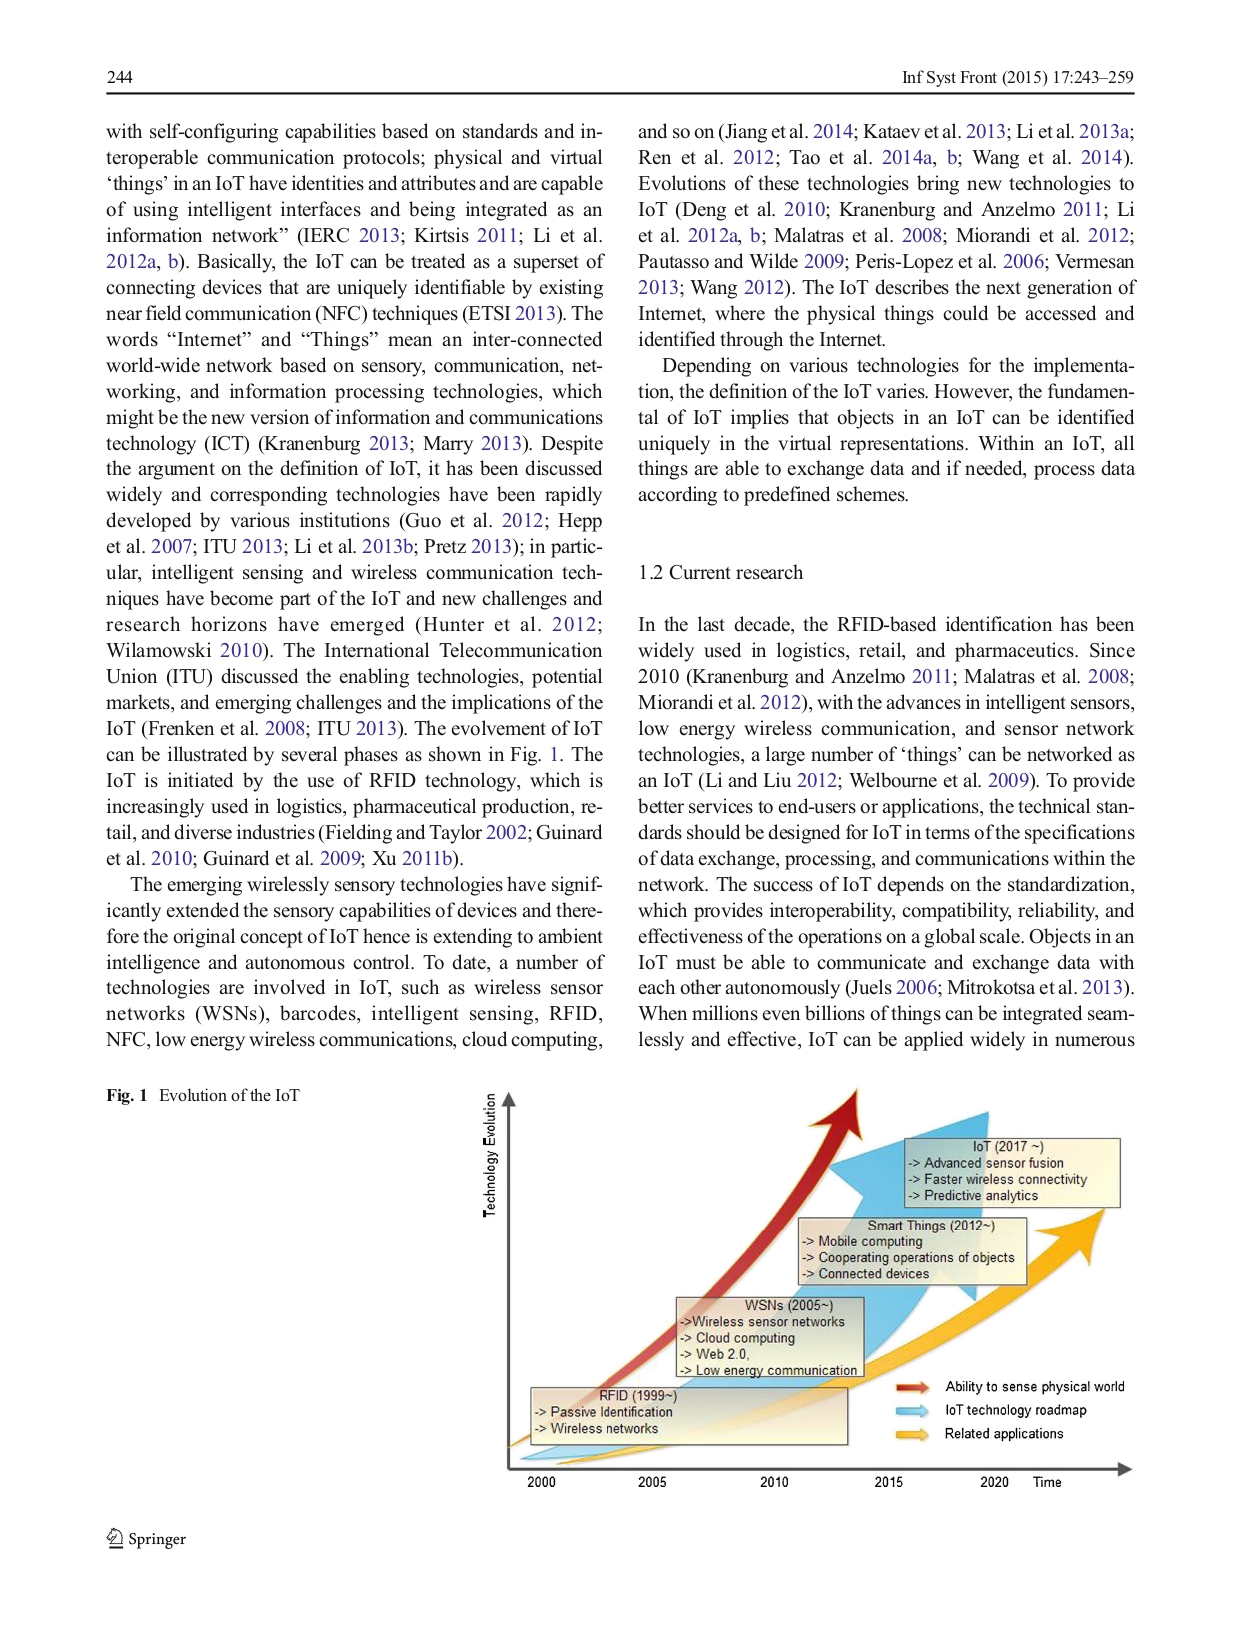 244
Inf Syst Front (2015) 17:243–259
with self-configuring capabilities based on standards and in-
teroperable communication protocols; physical and virtual
‘things’ in an IoT have identities and attributes and are capable
of using intelligent interfaces and being integrated as an
information network” (IERC 2013; Kirtsis 2011; Li et al.
2012a, b). Basically, the IoT can be treated as a superset of
connecting devices that are uniquely identifiable by existing
near field communication (NFC) techniques (ETSI 2013). The
words “Internet” and “Things” mean an inter-connected
world-wide network based on sensory, communication, net-
working, and information processing technologies, which
might be the new version of information and communications
technology (ICT) (Kranenburg 2013; Marry 2013). Despite
the argument on the definition of IoT, it has been discussed
widely and corresponding technologies have been rapidly
developed by various institutions (Guo et al. 2012; Hepp
et al. 2007; ITU 2013; Li et al. 2013b; Pretz 2013); in partic-
ular, intelligent sensing and wireless communication tech-
niques have become part of the IoT and new challenges and
research horizons have emerged (Hunter et al. 2012;
Wilamowski 2010). The International Telecommunication
Union (ITU) discussed the enabling technologies, potential
markets, and emerging challenges and the implications of the
IoT (Frenken et al. 2008; ITU 2013). The evolvement of IoT
can be illustrated by several phases as shown in Fig. 1. The
IoT is initiated by the use of RFID technology, which is
increasingly used in logistics, pharmaceutical production, re-
tail, and diverse industries (Fielding and Taylor 2002; Guinard
et al. 2010; Guinard et al. 2009; Xu 2011b).
The emerging wirelessly sensory technologies have signif-
icantly extended the sensory capabilities of devices and there-
fore the original concept of IoT hence is extending to ambient
intelligence and autonomous control. To date, a number of
technologies are involved in IoT, such as wireless sensor
networks (WSNs), barcodes, intelligent sensing, RFID,
NFC, low energy wireless communications, cloud computing,
and so on (Jiang et al. 2014; Kataev et al. 2013; Li et al. 2013a;
Ren et al. 2012; Tao et al. 2014a, b; Wang et al. 2014).
Evolutions of these technologies bring new technologies to
IoT (Deng et al. 2010; Kranenburg and Anzelmo 2011; Li
et al. 2012a, b; Malatras et al. 2008; Miorandi et al. 2012;
Pautasso and Wilde 2009; Peris-Lopez et al. 2006; Vermesan
2013; Wang 2012). The IoT describes the next generation of
Internet, where the physical things could be accessed and
identified through the Internet.
Depending on various technologies for the implementa-
tion, the definition of the IoT varies. However, the fundamen-
tal of IoT implies that objects in an IoT can be identified
uniquely in the virtual representations. Within an IoT, all
things are able to exchange data and if needed, process data
according to predefined schemes.
1.2 Current research
In the last decade, the RFID-based identification has been
widely used in logistics, retail, and pharmaceutics. Since
2010 (Kranenburg and Anzelmo 2011; Malatras et al. 2008;
Miorandi et al. 2012), with the advances in intelligent sensors,
low energy wireless communication, and sensor network
technologies, a large number of ‘things’ can be networked as
an IoT (Li and Liu 2012; Welbourne et al. 2009). To provide
better services to end-users or applications, the technical stan-
dards should be designed for IoT in terms of the specifications
of data exchange, processing, and communications within the
network. The success of IoT depends on the standardization,
which provides interoperability, compatibility, reliability, and
effectiveness of the operations on a global scale. Objects in an
IoT must be able to communicate and exchange data with
each other autonomously (Juels 2006; Mitrokotsa et al. 2013).
When millions even billions of things can be integrated seam-
lessly and effective, IoT can be applied widely in numerous
Fig. 1 Evolution of the IoT
Technology Evolution
IoT (2017 ~)
-> Advanced sensor fusion
-> Faster wireless connectivity
-> Predictive analytics
Smart Things (2012~)
-> Mobile computing
-> Cooperating operations of objects
-> Connected devices
WSNs (2005~)
->Wireless sensor networks
-> Cloud computing
-> Web 2.0,
-> Low energy communication
RFID (1999~)
-> Passive Identification
-> Wireless networks
Ability to sense physical world
IoT technology roadmap
Related applications
2000 2005 2010 2015 2020 Time
Springer